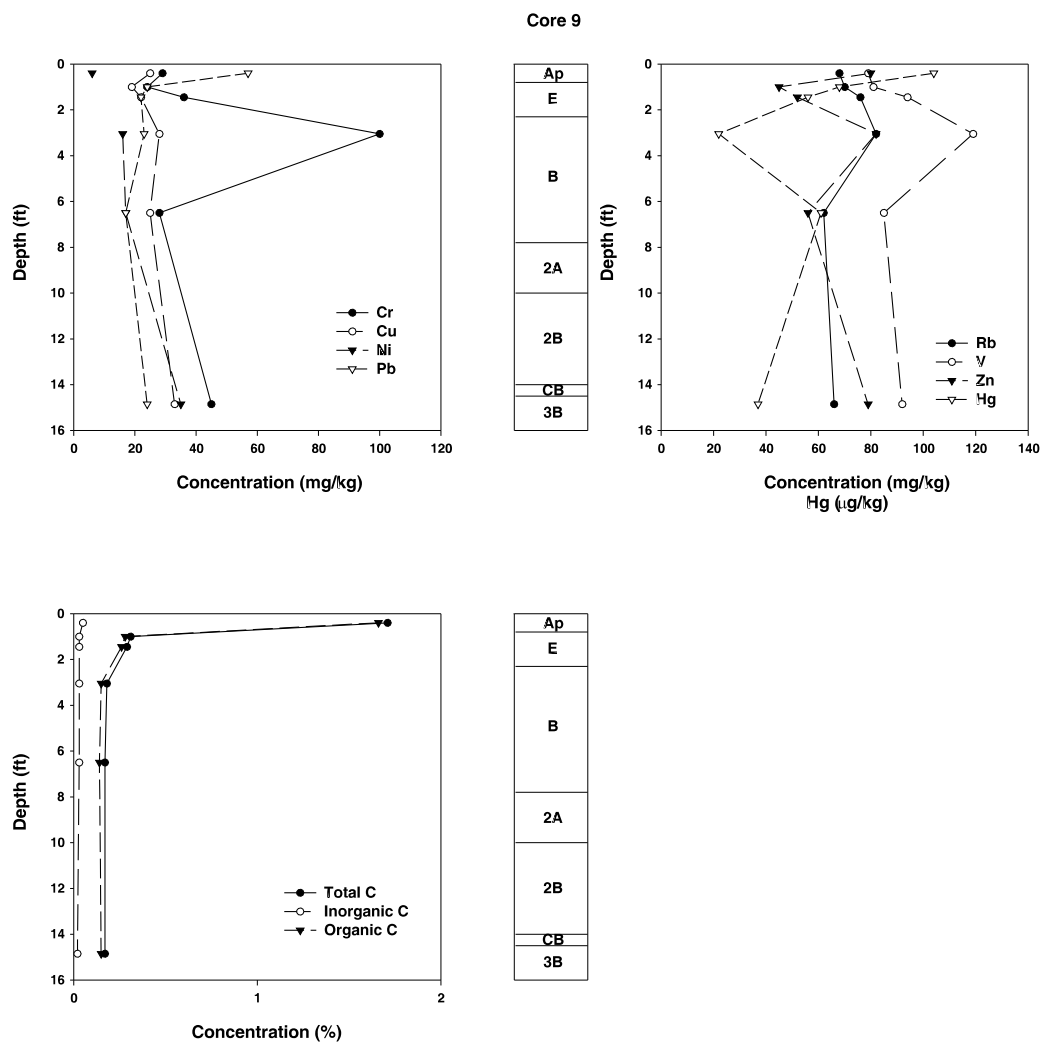 Core 9
0
2
4
6
8
10
12
14
16
Depth (ft)
0 20 40 60 80 100 120
Concentration (mg/kg)
Cr
Cu
Ni
Pb
Ap
E
B
2A
2B
CB
3B
0
2
4
6
8
10
12
14
16
Depth (ft)
0 20 40 60 80 100 120 140
Concentration (mg/kg)
Hg (µg/kg)
Rb
V
Zn
Hg
0
2
4
6
8
10
12
14
16
Depth (ft)
0 1 2
Concentration (%)
Total C
Inorganic C
Organic C
Ap
E
B
2A
2B
CB
3B